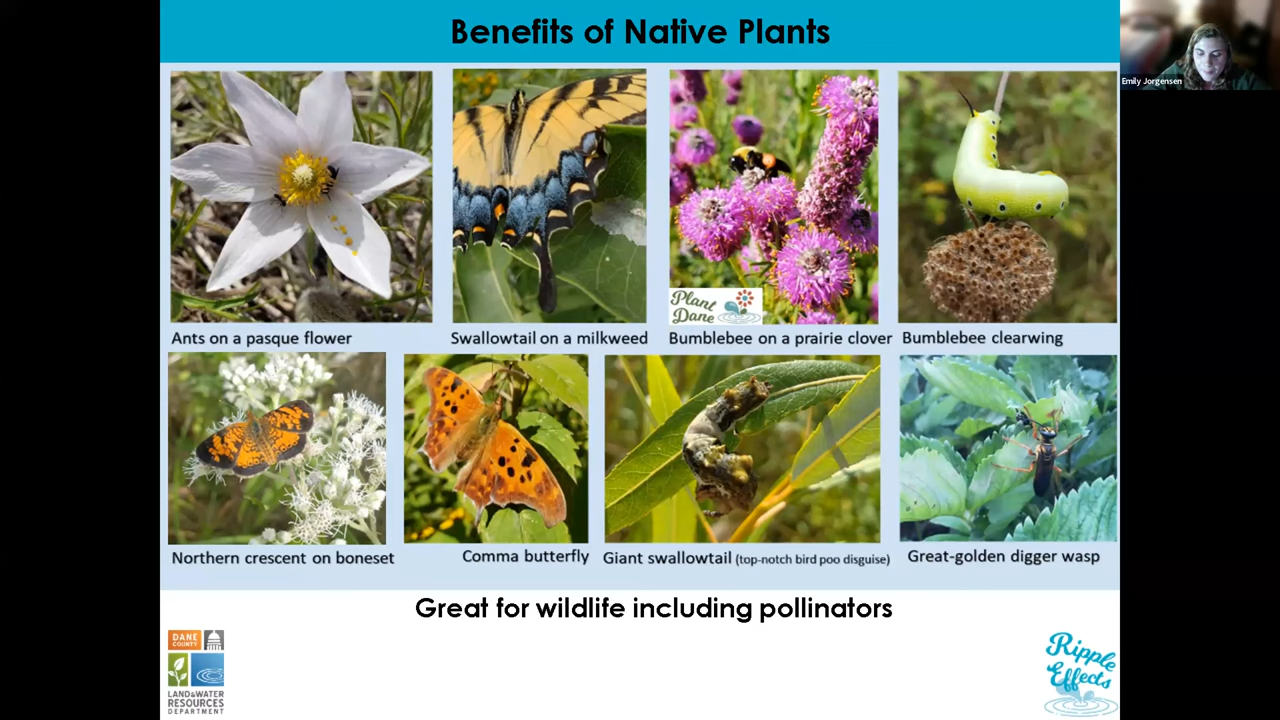 Benefits of Native Plants
Emily Jorgensen
Plant
Dane
Ants on a pasque flower
Swallowtail on a milkweed
Bumblebee on a prairie clover
Bumblebee clearwing
Northern crescent on boneset
Comma butterfly
Giant swallowtail (top-notch bird poo disguise)
Great-golden digger wasp
Great for wildlife including pollinators
DANE
COUNTY
LAND & WATER
RESOURCES
DEPARTMENT
Ripple
Effects